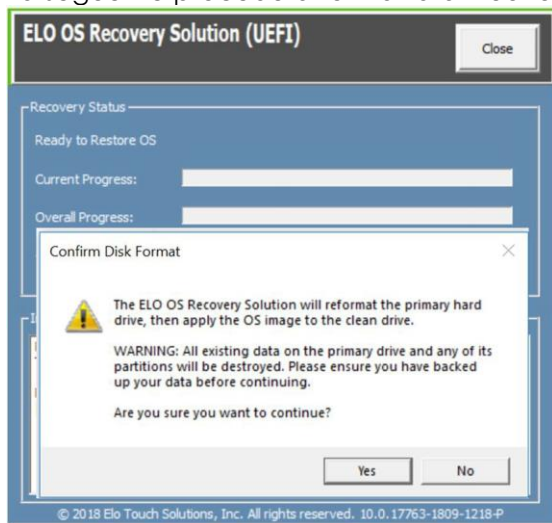 ELO OS Recovery Solution (UEFI)
Close
Recovery Status
Ready to Restore OS
Current Progress:
Overall Progress:
Confirm Disk Format
The ELO OS Recovery Solution will reformat the primary hard
drive, then apply the OS image to the clean drive.
WARNING: All existing data on the primary drive and any of its
partitions will be destroyed. Please ensure you have backed
up your data before continuing.
Are you sure you want to continue?
Yes
No
© 2018 Elo Touch Solutions, Inc. All rights reserved. 10.0.17763-1809-1218-P